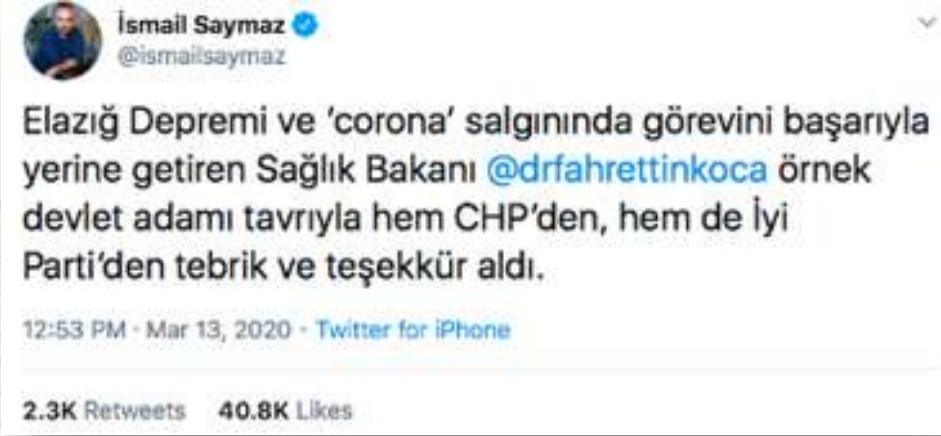 İsmail Saymaz
@ismailsaymaz
Elazığ Depremi ve 'corona' salgınında görevini başarıyla
yerine getiren Sağlık Bakanı @drfahrettinkoca örnek
devlet adamı tavrıyla hem CHP'den, hem de İyi
Parti'den tebrik ve teşekkür aldı.
12:53 PM · Mar 13, 2020 · Twitter for iPhone
2.3K Retweets 40.8K Likes